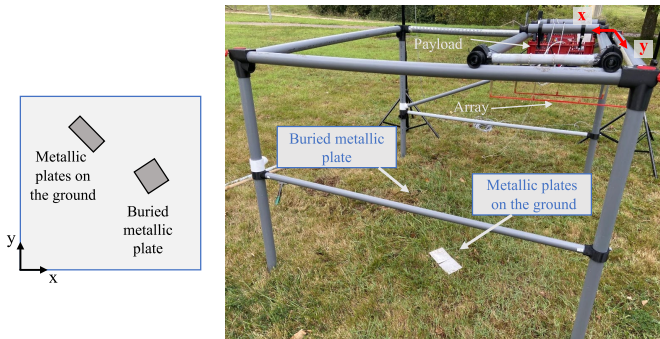 Metallic
plates on
the ground
Buried
metallic
plate
y
x
x
y
Payload
Array
Buried metallic
plate
Metallic plates
on the ground